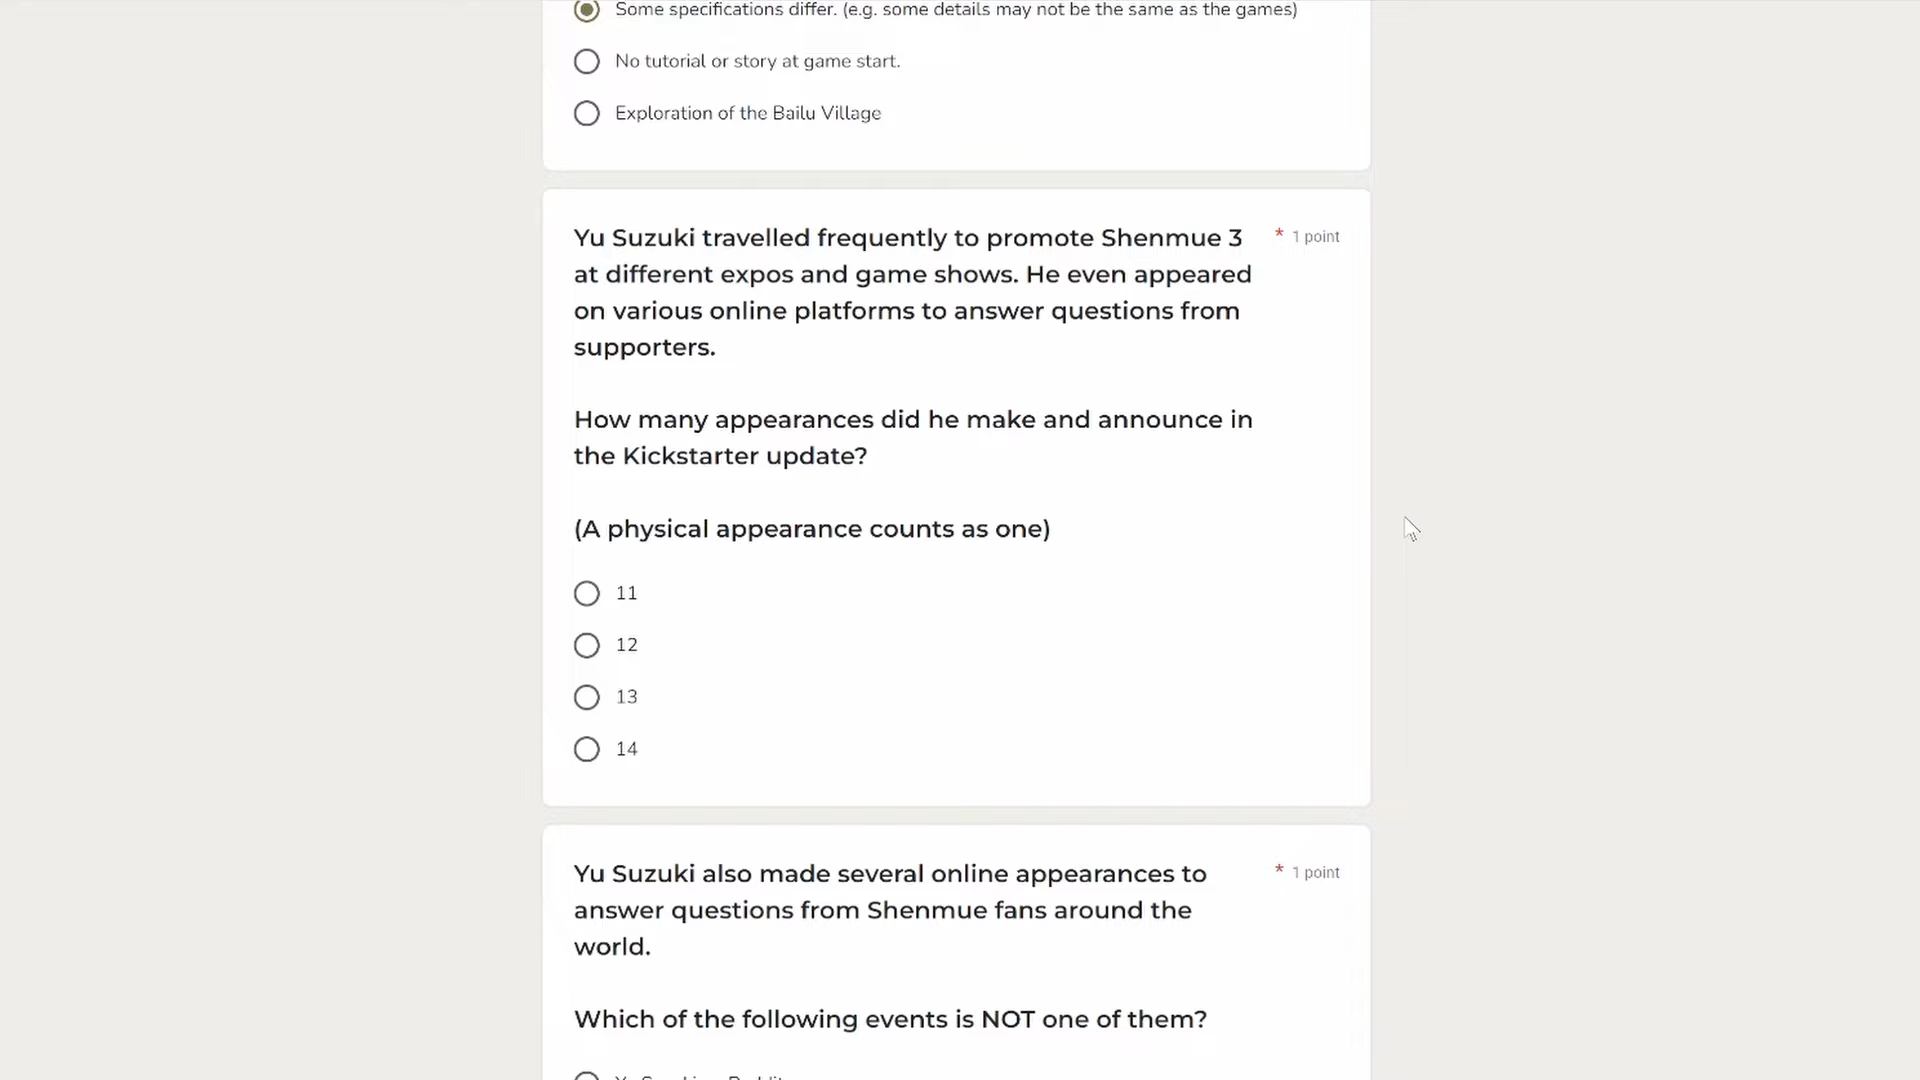 Some specifications differ. (e.g. some details may not be the same as the games)
No tutorial or story at game start.
Exploration of the Bailu Village
Yu Suzuki travelled frequently to promote Shenmue 3
* 1 point
at different expos and game shows. He even appeared
on various online platforms to answer questions from
supporters.
How many appearances did he make and announce in
the Kickstarter update?
(A physical appearance counts as one)
11
12
13
14
Yu Suzuki also made several online appearances to
* 1 point
answer questions from Shenmue fans around the
world.
Which of the following events is NOT one of them?